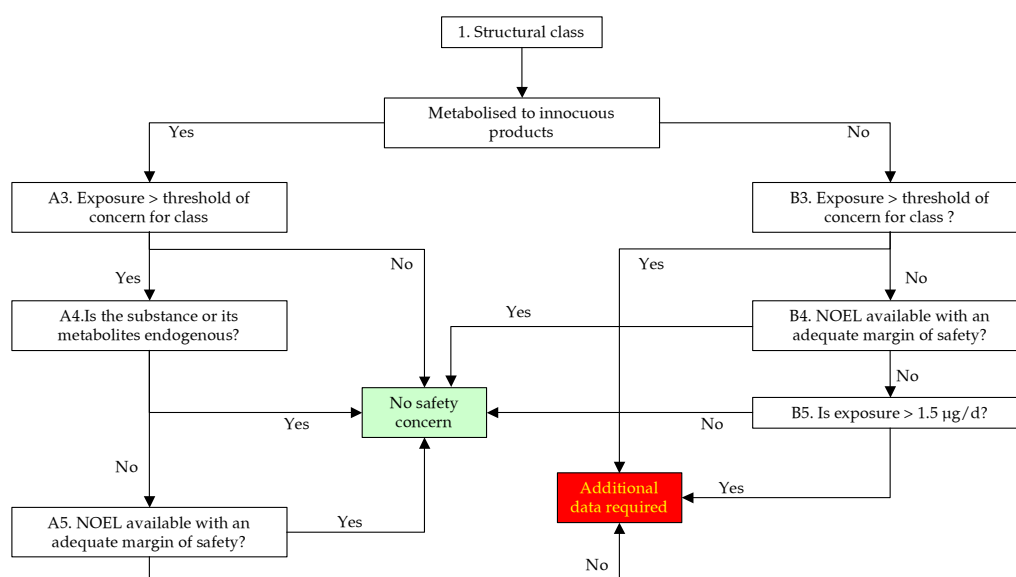 1. Structural class
Metabolised to innocuous
products
Yes
No
A3. Exposure > threshold of
concern for class
B3. Exposure > threshold of
concern for class ?
No
Yes
Yes
No
A4.Is the substance or its
metabolites endogenous?
Yes
B4. NOEL available with an
adequate margin of safety?
No
No safety
concern
B5. Is exposure > 1.5 µg/d?
Yes
No
No
Additional
data required
Yes
A5. NOEL available with an
adequate margin of safety?
Yes
No